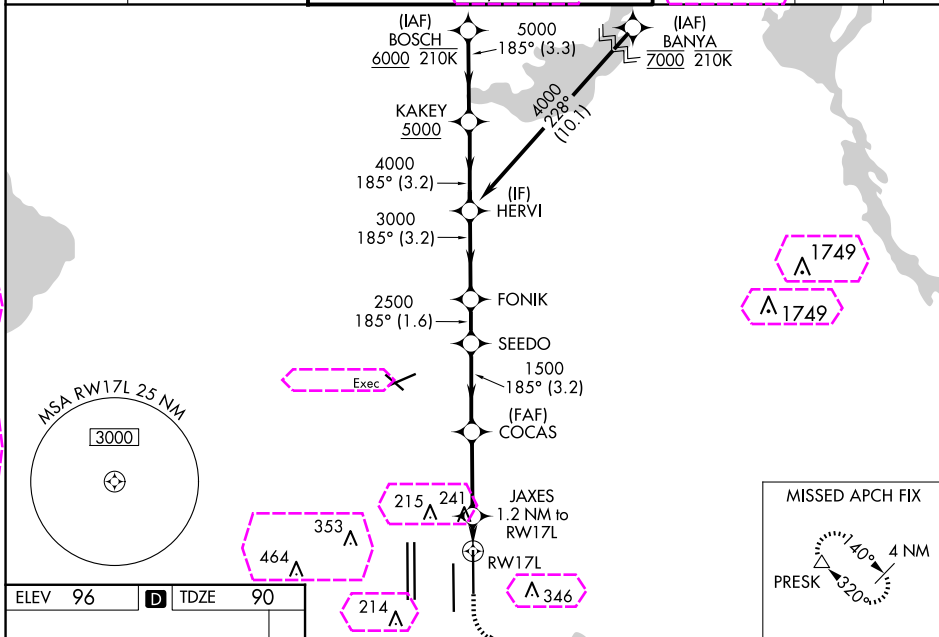 (IAF)
BOSCH
6000 210K
5000
185° (3.3)
(IAF)
BANYA
7000 210K
4000
228°
(10.1)
KAKEY
5000
4000
185° (3.2)
(IF)
HERVI
3000
185° (3.2)
1749
1749
2500
185° (1.6)
FONIK
SEEDO
1500
185° (3.2)
Exec
(FAF)
COCAS
MSA RW17L 25 NM
3000
215 241
JAXES
1.2 NM to
RW17L
353
464
RW17L
346
214
MISSED APCH FIX
140°
4 NM
PRESK
320°
ELEV 96 D TDZE 90